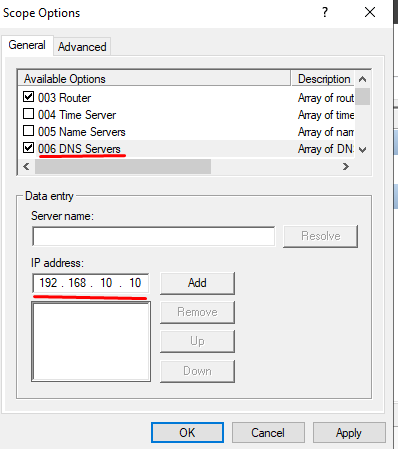 Scope Options
General Advanced
Available Options Description
003 Router Array of rout
004 Time Server Array of time
005 Name Servers Array of nam
006 DNS Servers Array of DN
Data entry
Server name:
Resolve
IP address:
192 . 168 . 10 . 10 Add
Remove
Up
Down
OK Cancel Apply